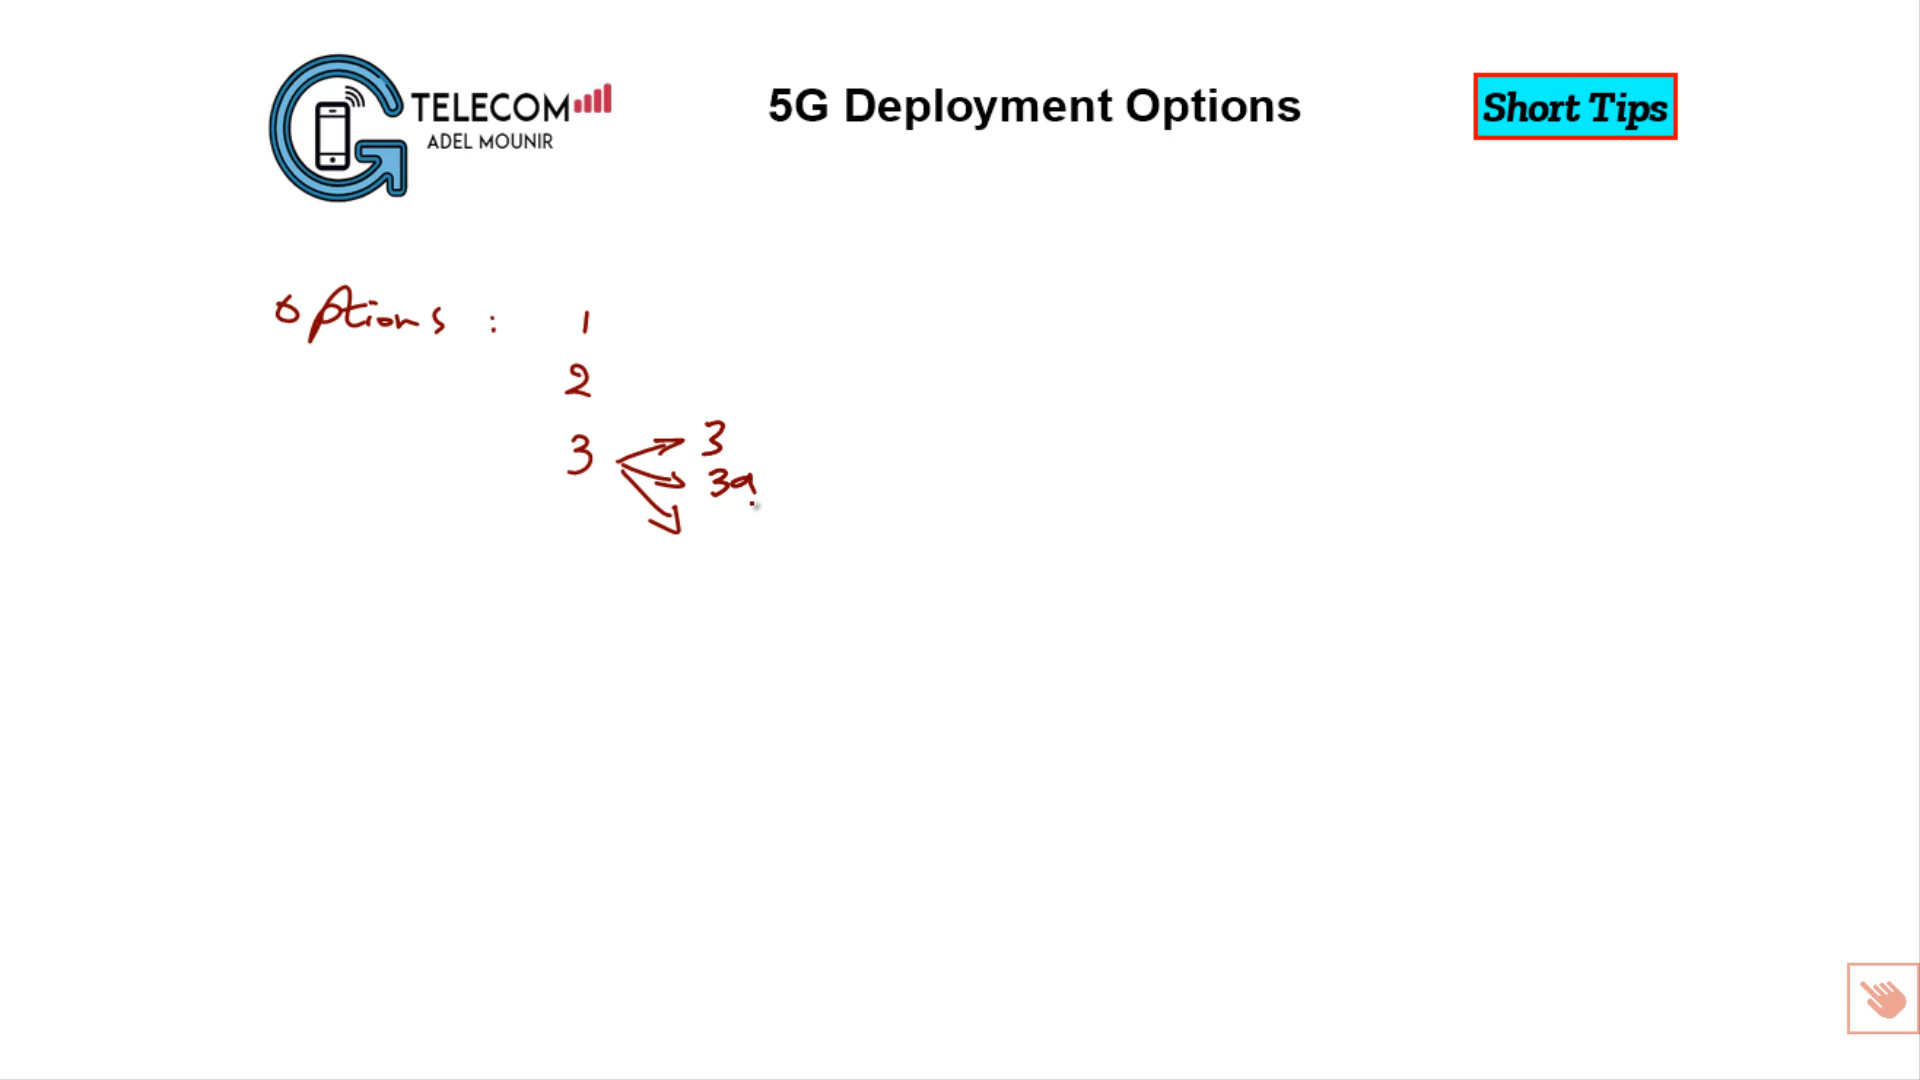 TELECOM
ADEL MOUNIR
5G Deployment Options
Short Tips
options : 1
2
3
3
3a